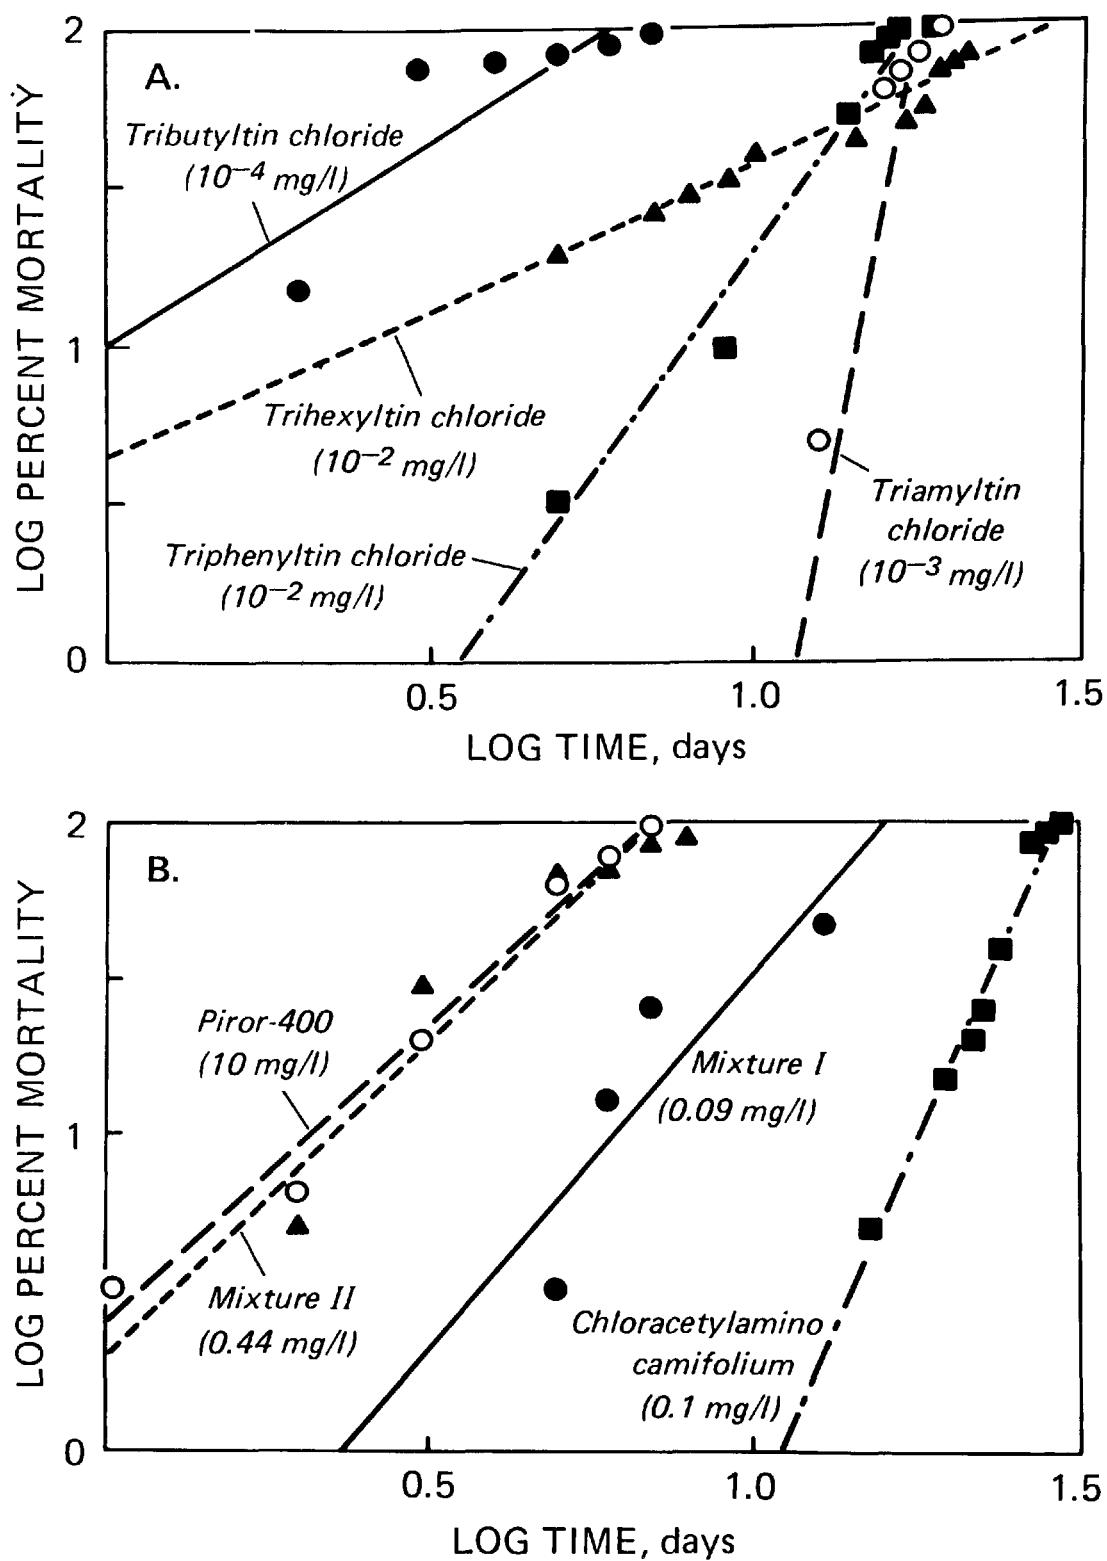 A.
2
1
0
LOG PERCENT MORTALITY
Tributyltin chloride
(10⁻⁴ mg/l)
Trihexyltin chloride
(10⁻² mg/l)
Triphenyltin chloride
(10⁻² mg/l)
Triamyltin
chloride
(10⁻³ mg/l)
0.5
1.0
1.5
LOG TIME, days
B.
2
1
0
LOG PERCENT MORTALITY
Piror-400
(10 mg/l)
Mixture II
(0.44 mg/l)
Mixture I
(0.09 mg/l)
Chloracetylamino
camifolium
(0.1 mg/l)
0.5
1.0
1.5
LOG TIME, days